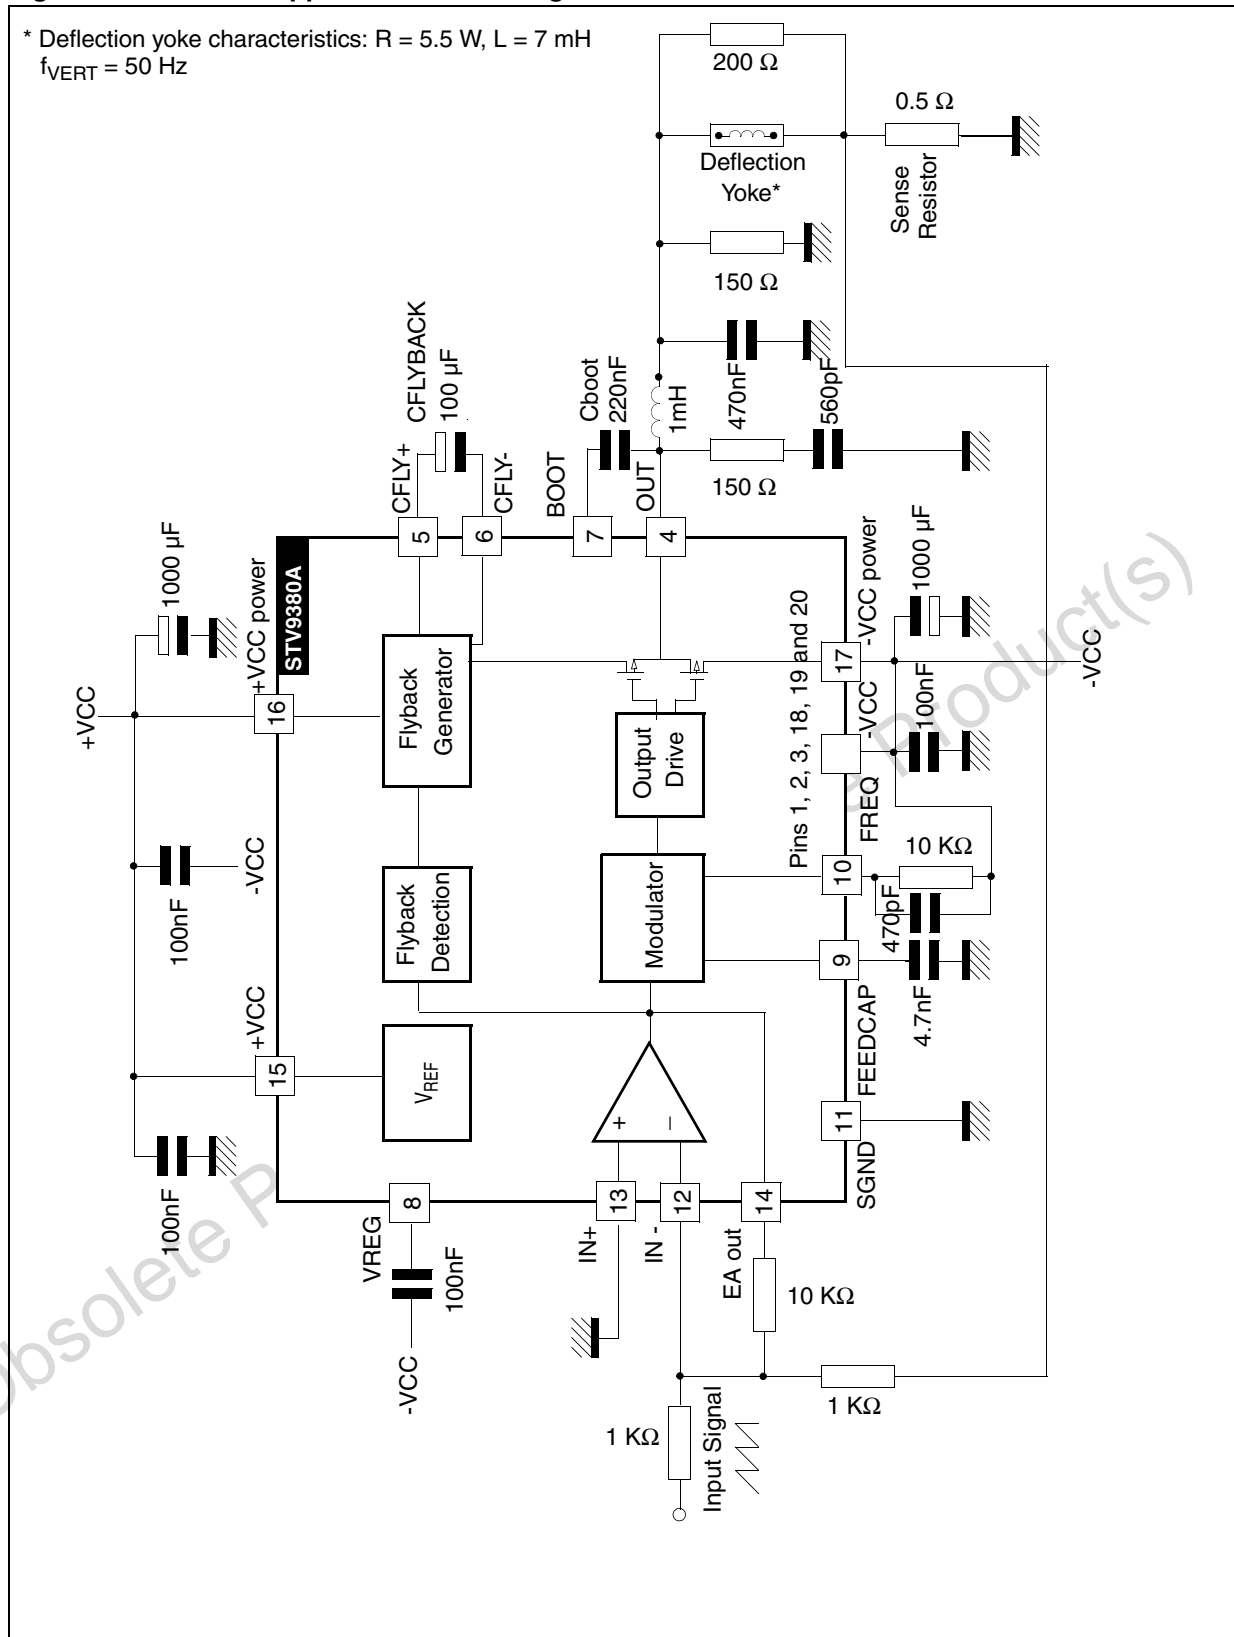 * Deflection yoke characteristics: R = 5.5 W, L = 7 mH
fVERT = 50 Hz
200 Ω
0.5 Ω
Sense
Resistor
Deflection
Yoke*
150 Ω
CFLYBACK
100 µF
Cboot
220nF
1mH
470nF
560pF
150 Ω
CFLY+
CFLY-
BOOT
OUT
5
6
7
4
1000 µF
+VCC power
STV9380A
+VCC
16
Flyback
Generator
Output
Drive
17
-VCC power
1000 µF
-VCC
-VCC
100nF
Pins 1, 2, 3, 18, 19 and 20
FREQ
10
10 KΩ
470pF
100nF
-VCC
Flyback
Detection
Modulator
9
FEEDCAP
4.7nF
+VCC
15
VREF
+
–
11
SGND
100nF
8
VREG
100nF
-VCC
13
IN+
12
IN -
14
EA out
10 KΩ
1 KΩ
1 KΩ
Input Signal
Product(s)
Obsolete P